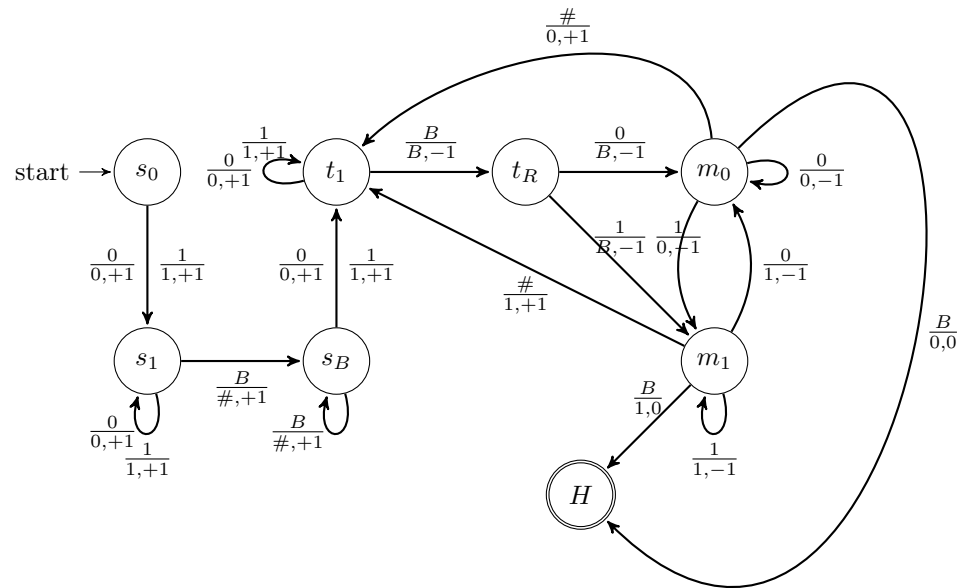 #/0,+1
start s₀
1/1,+1
0/0,+1
t₁
B/B,−1
t_R
0/B,−1
m₀
0/0,−1
0/0,+1
1/1,+1
0/0,+1
1/1,+1
#/1,+1
1/B,−1
1/0,−1
0/1,−1
B/0,0
s₁
B/#,+1
s_B
m₁
0/0,+1
1/1,+1
B/#,+1
B/1,0
1/1,−1
H